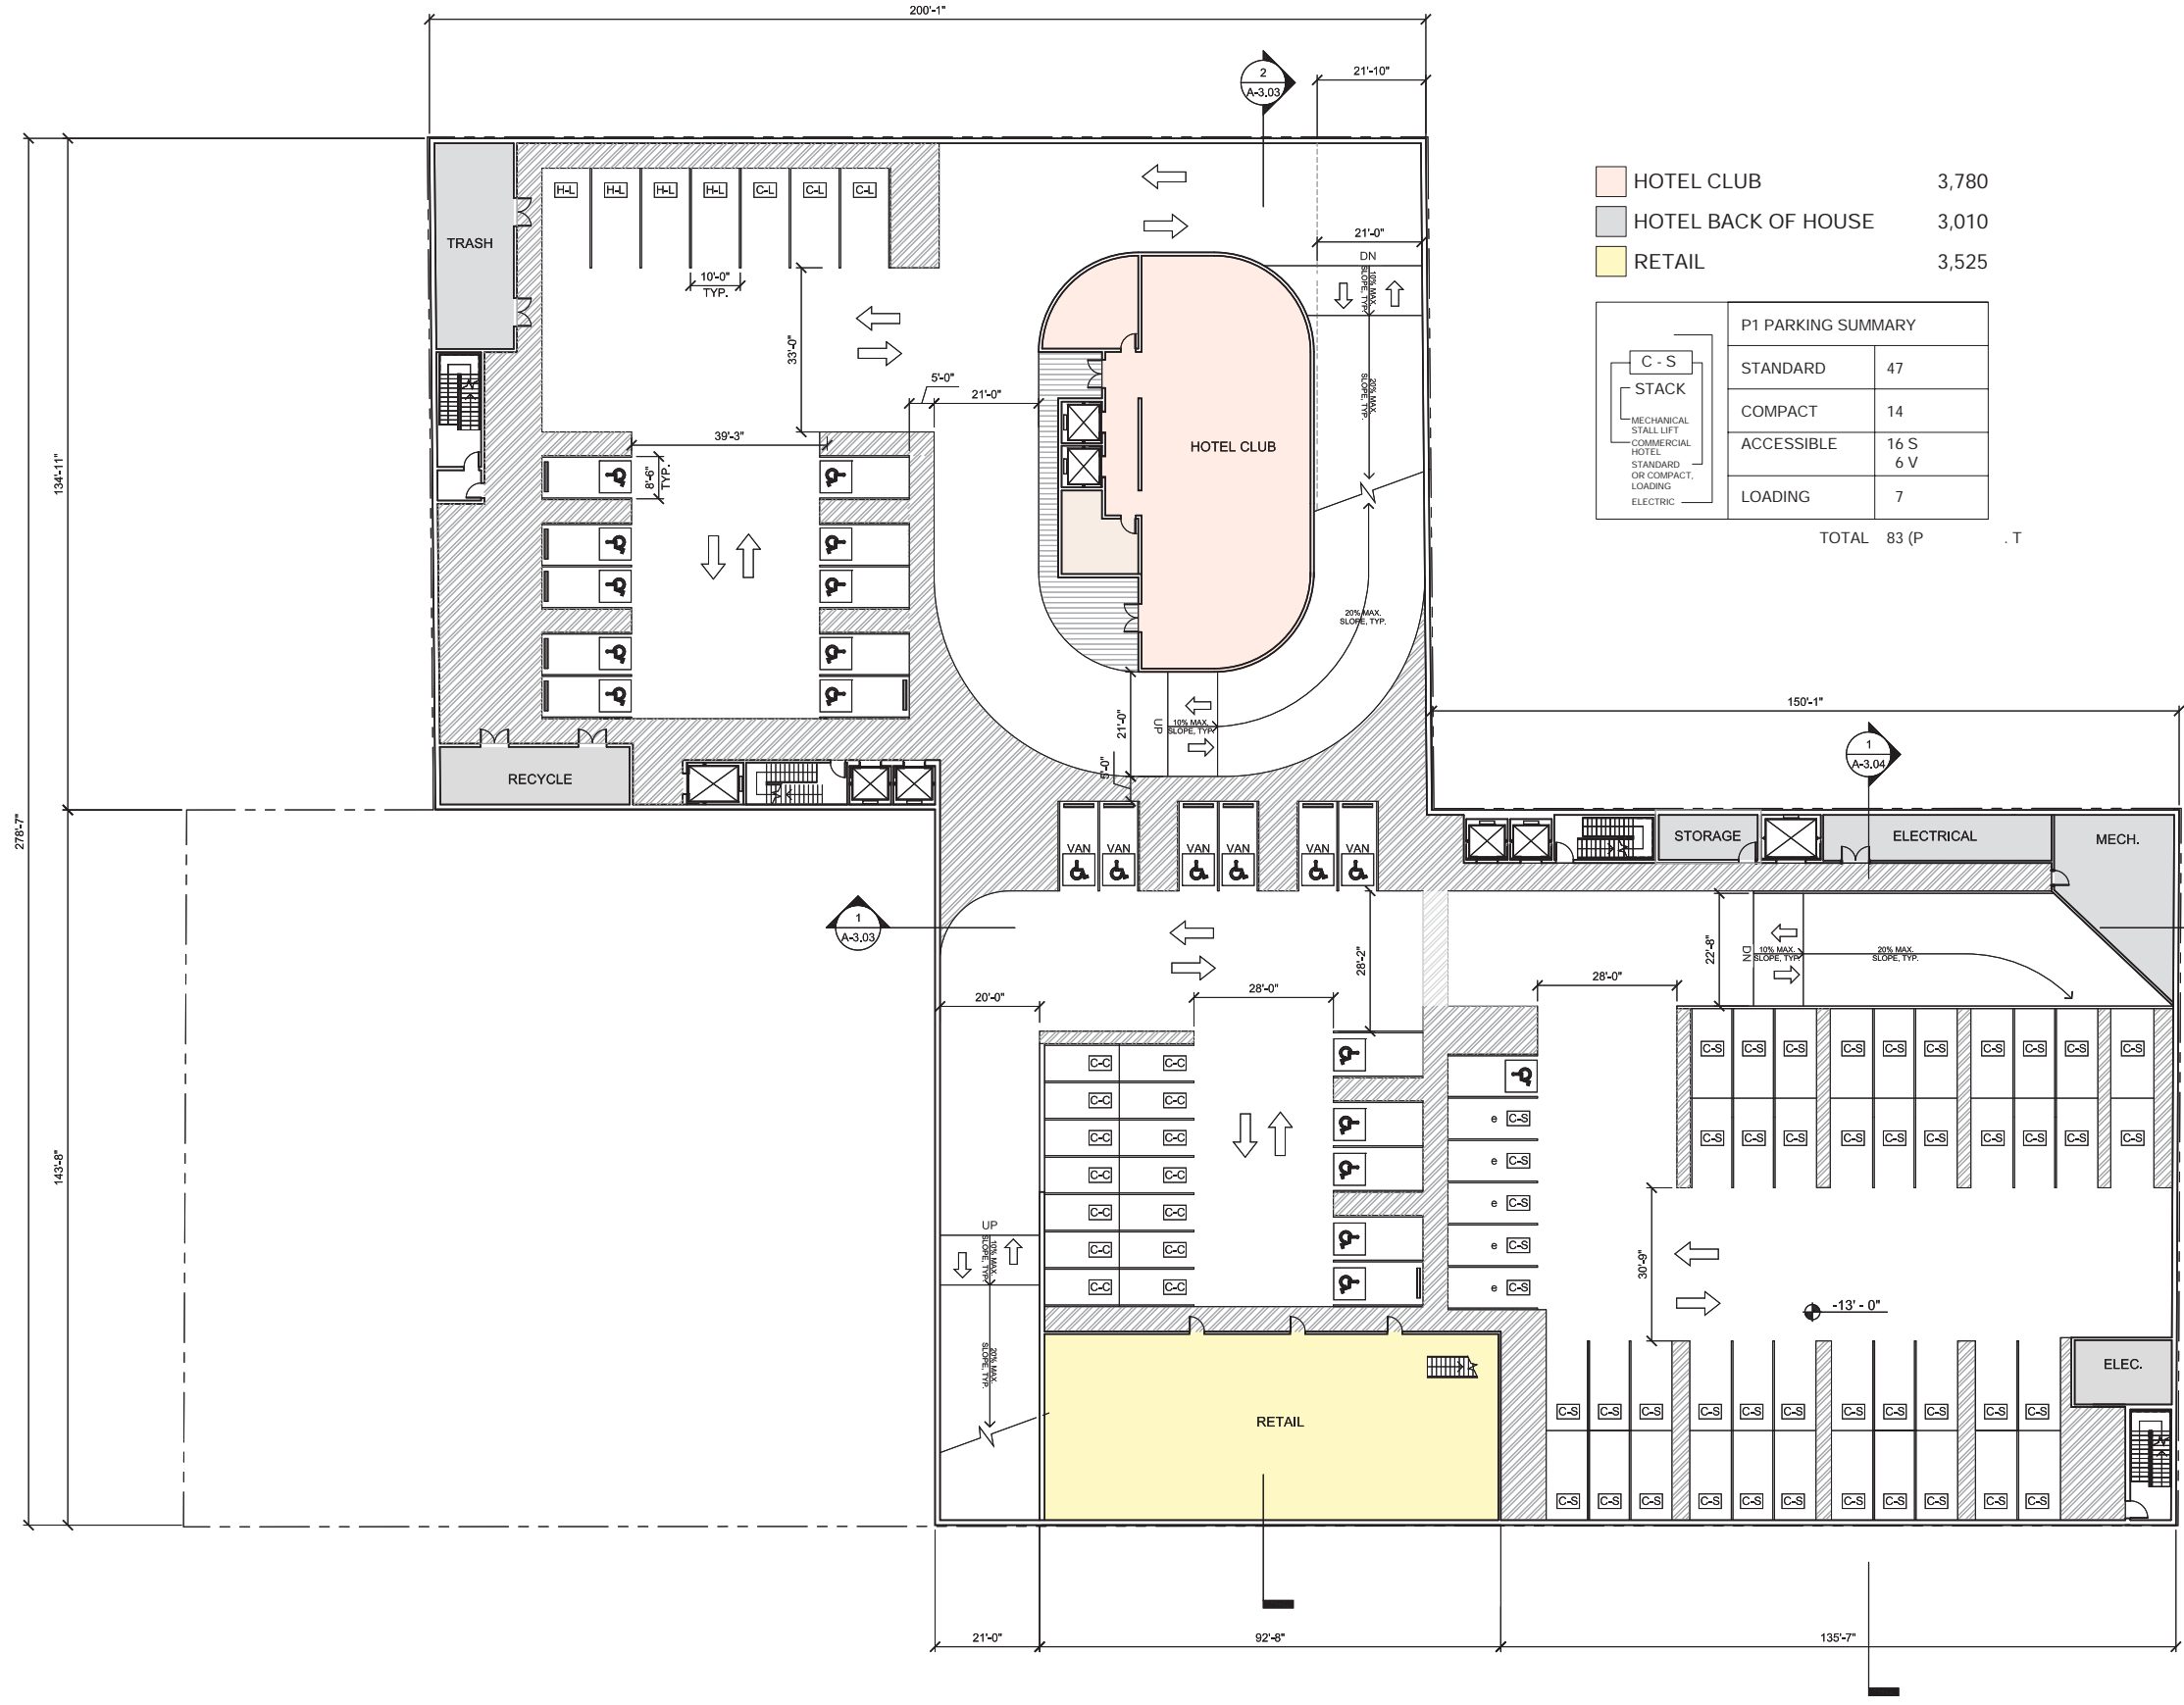 200'-1"
2
A-3.03
21'-10"
HOTEL CLUB 3,780
HOTEL BACK OF HOUSE 3,010
RETAIL 3,525
P1 PARKING SUMMARY
C - S
STACK
MECHANICAL
STALL LIFT
COMMERCIAL
HOTEL
STANDARD
OR COMPACT,
LOADING
ELECTRIC
STANDARD 47
COMPACT 14
ACCESSIBLE 16 S
6 V
LOADING 7
TOTAL 83 (P . T
TRASH
H-L H-L H-L H-L C-L C-L C-L
10'-0"
TYP.
33'-0"
21'-0"
DN
10% MAX.
SLOPE, TYP.
20% MAX.
SLOPE, TYP.
5'-0"
21'-0"
39'-3"
8'-6"
TYP.
HOTEL CLUB
134'-11"
278'-7"
20% MAX.
SLOPE, TYP.
21'-0"
UP
10% MAX.
SLOPE, TYP.
5'-0"
RECYCLE
150'-1"
1
A-3.04
STORAGE
ELECTRICAL
MECH.
VAN VAN VAN VAN VAN VAN
1
A-3.03
28'-2"
22'-8"
DN
10% MAX.
SLOPE, TYP.
20% MAX.
SLOPE, TYP.
20'-0"
28'-0"
28'-0"
C-S C-S C-S C-S C-S C-S C-S C-S C-S C-S
C-S C-S C-S C-S C-S C-S C-S C-S C-S C-S
C-C C-C
C-C C-C
C-C C-C
C-C C-C
C-C C-C
C-C C-C
C-C C-C
e C-S
e C-S
e C-S
e C-S
e C-S
143'-8"
UP
10% MAX.
SLOPE, TYP.
20% MAX.
SLOPE, TYP.
30'-9"
-13' - 0"
ELEC.
RETAIL
C-S C-S C-S C-S C-S C-S C-S C-S C-S C-S C-S
C-S C-S C-S C-S C-S C-S C-S C-S C-S C-S C-S
21'-0"
92'-8"
135'-7"